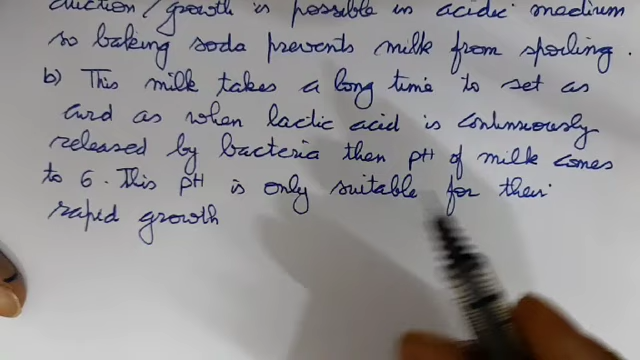 duction/growth is possible in acidic medium
so baking soda prevents milk from spoiling.
b) This milk takes a long time to set as
curd as when lactic acid is continuously
released by bacteria then pH of milk comes
to 6. This pH is only suitable for their
rapid growth